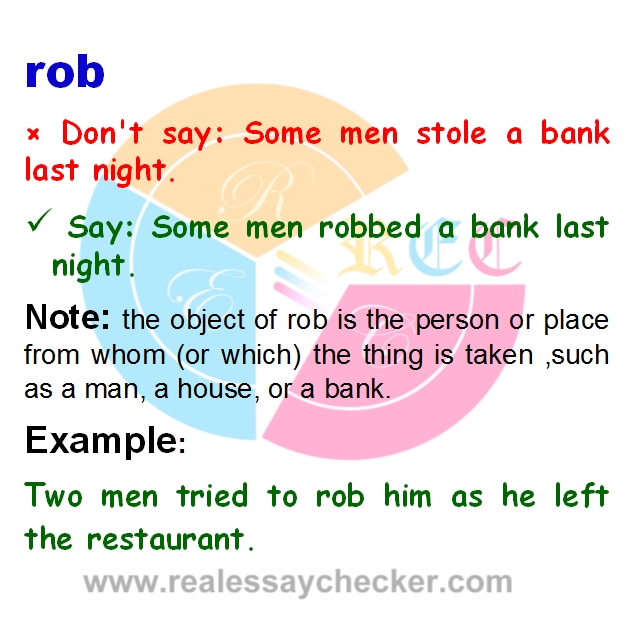 rob
× Don't say: Some men stole a bank
last night.
✓ Say: Some men robbed a bank last
night.
Note: the object of rob is the person or place
from whom (or which) the thing is taken ,such
as a man, a house, or a bank.
Example:
Two men tried to rob him as he left
the restaurant.
www.realessaychecker.com
R
E
C
REC